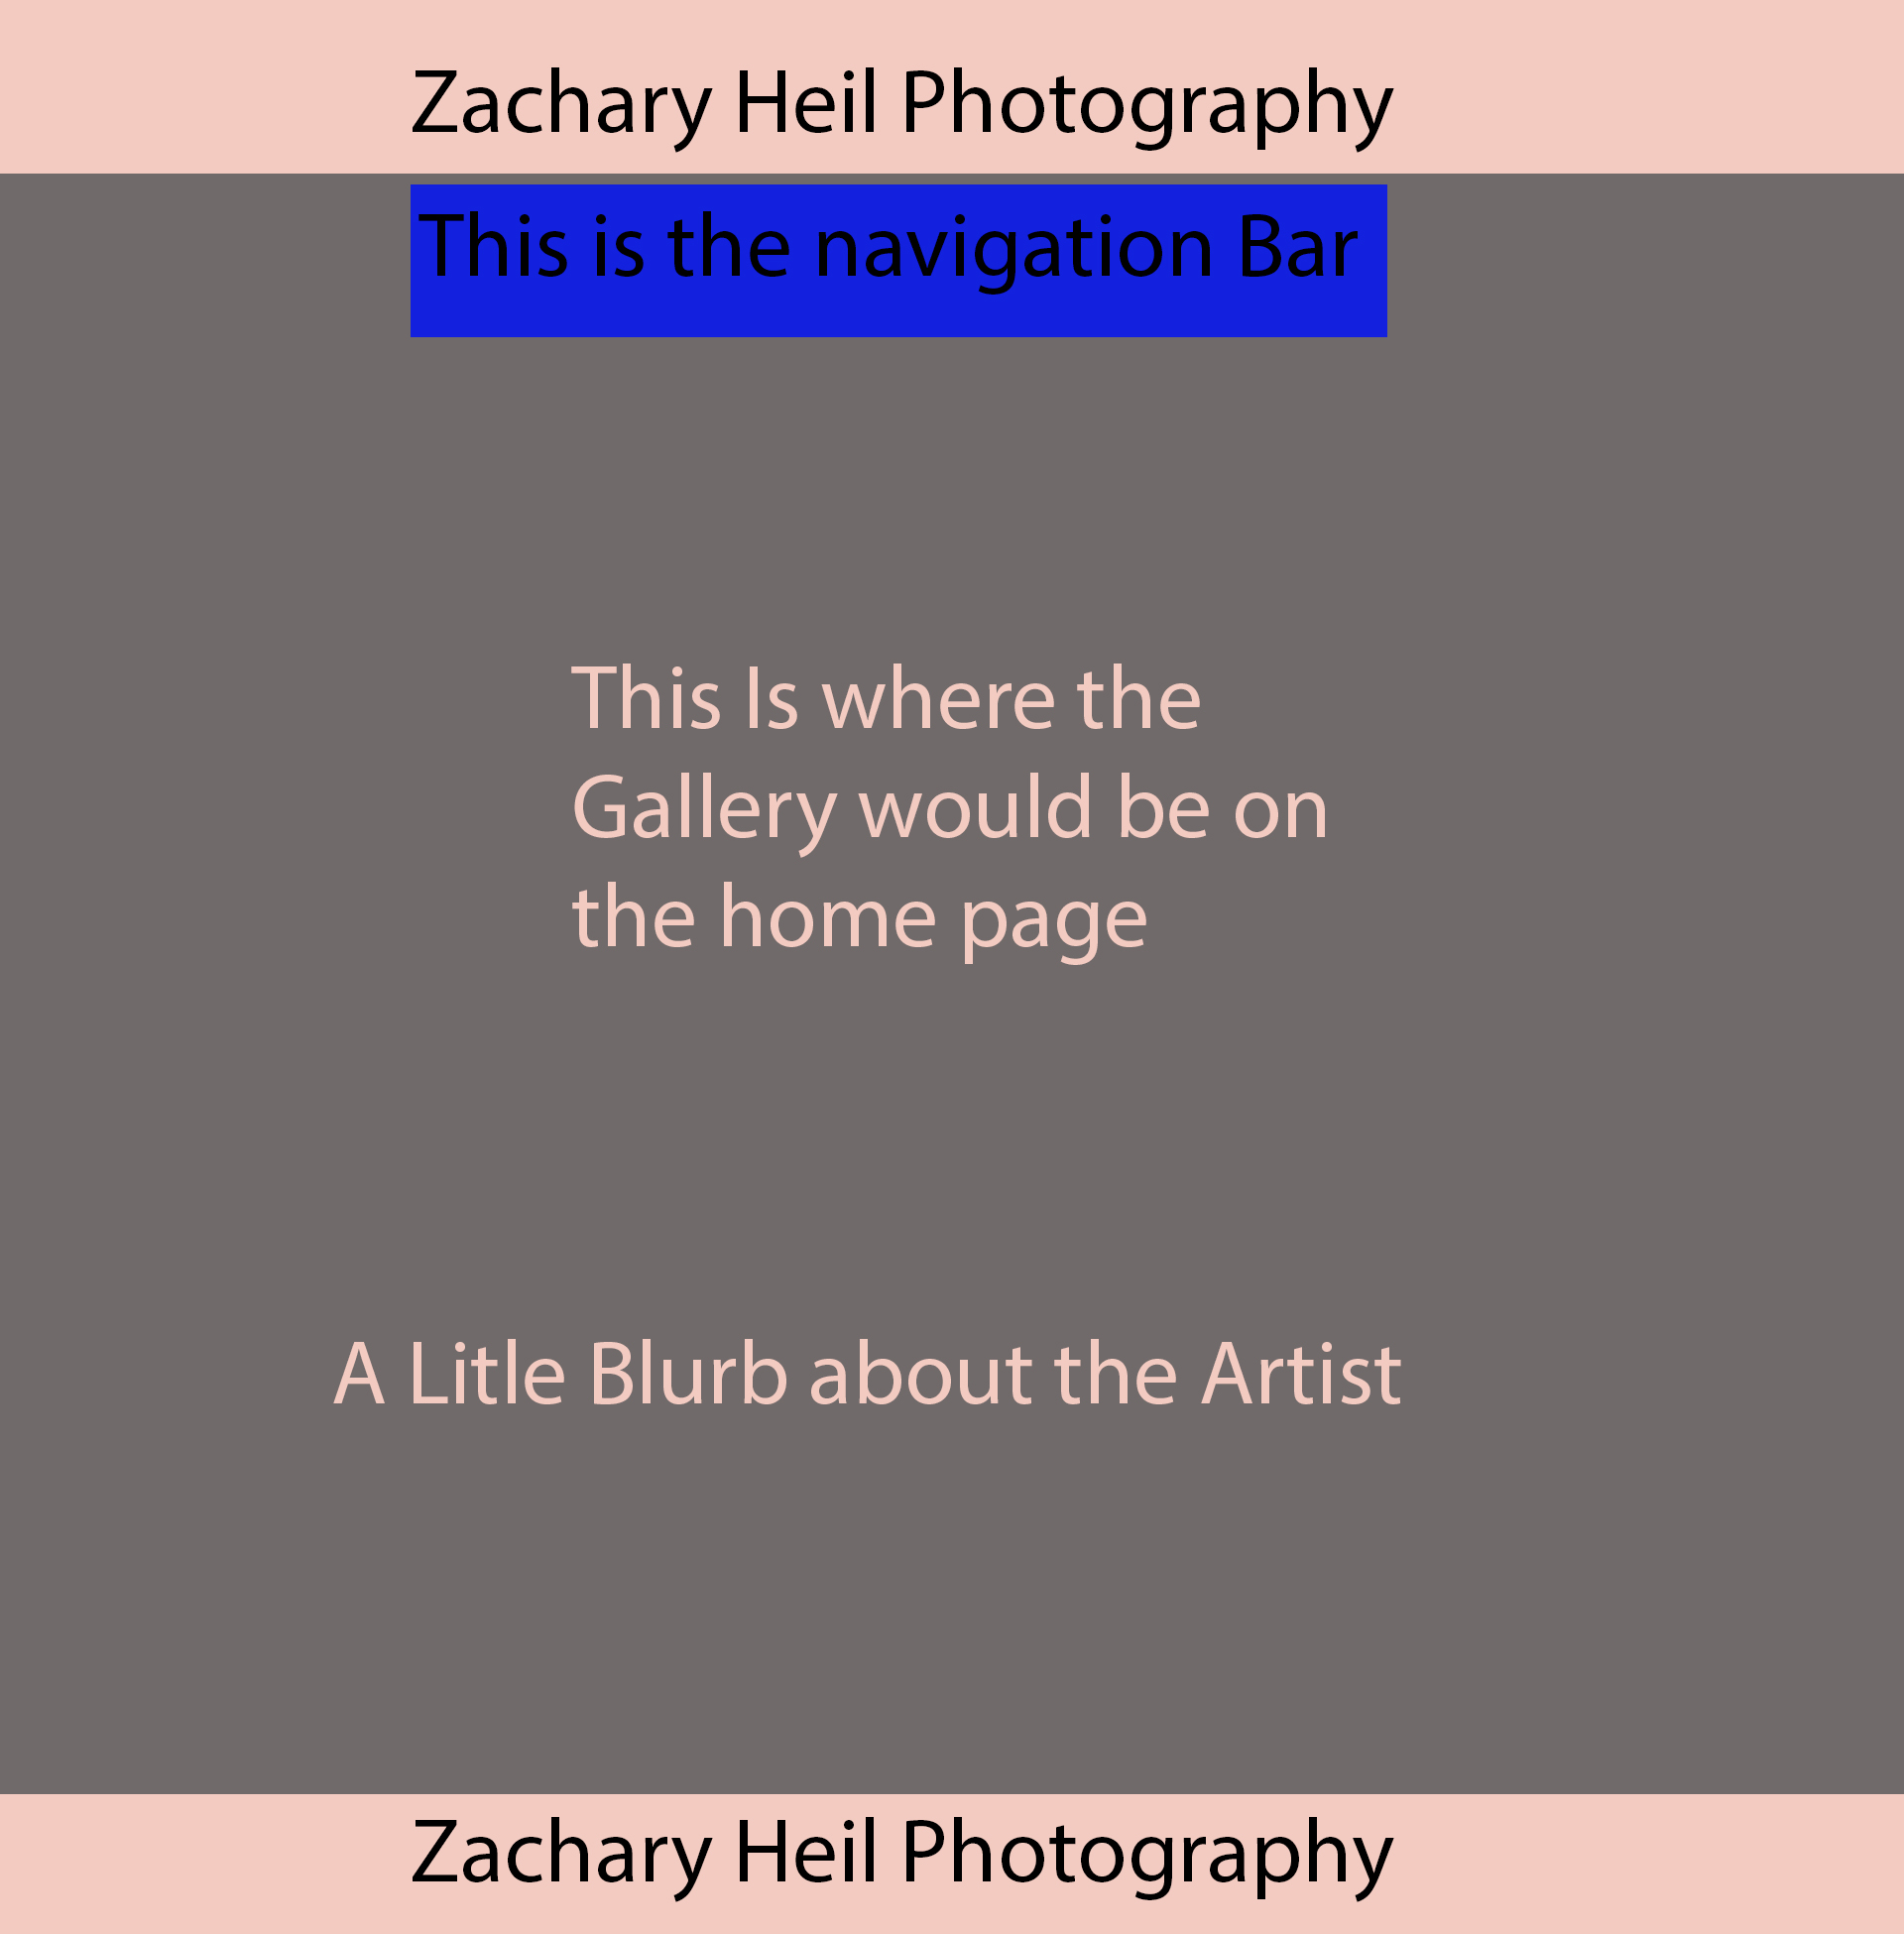 Zachary Heil Photography
This is the navigation Bar
This Is where the
Gallery would be on
the home page
A Litle Blurb about the Artist
Zachary Heil Photography